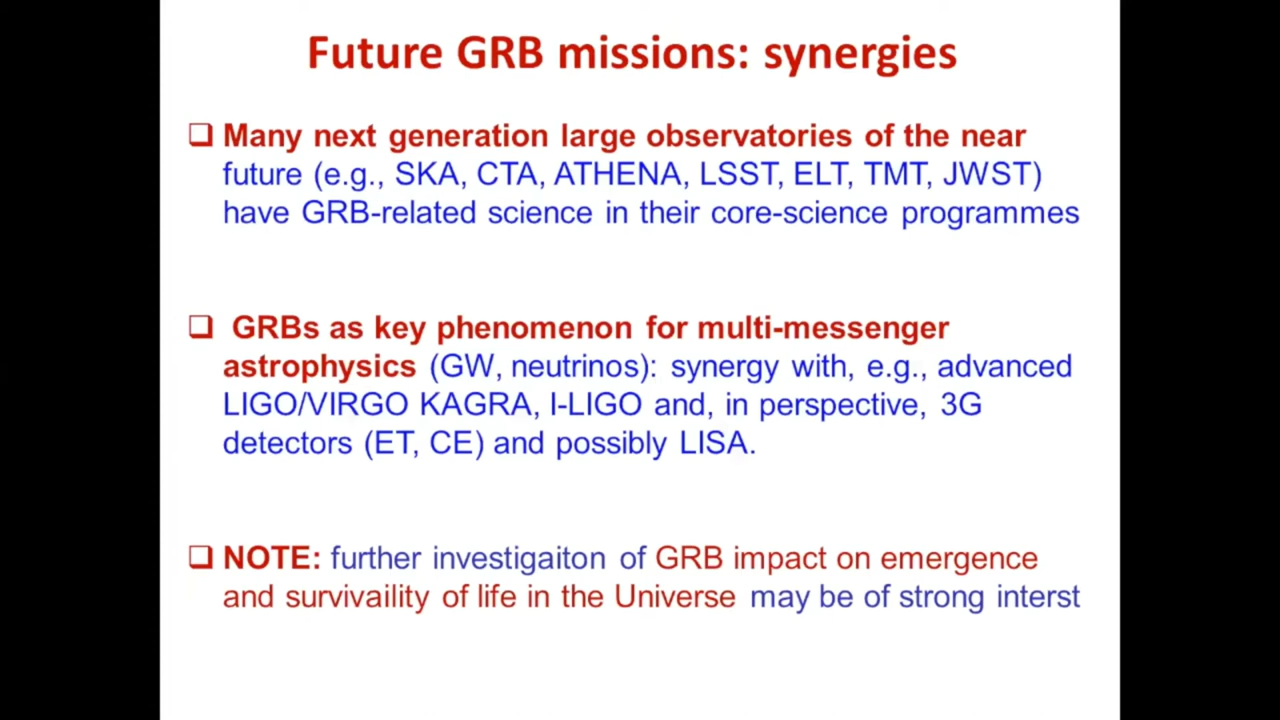 Future GRB missions: synergies
❑ Many next generation large observatories of the near
future (e.g., SKA, CTA, ATHENA, LSST, ELT, TMT, JWST)
have GRB-related science in their core-science programmes
❑ GRBs as key phenomenon for multi-messenger
astrophysics (GW, neutrinos): synergy with, e.g., advanced
LIGO/VIRGO KAGRA, I-LIGO and, in perspective, 3G
detectors (ET, CE) and possibly LISA.
❑ NOTE: further investigaiton of GRB impact on emergence
and survivaility of life in the Universe may be of strong interst